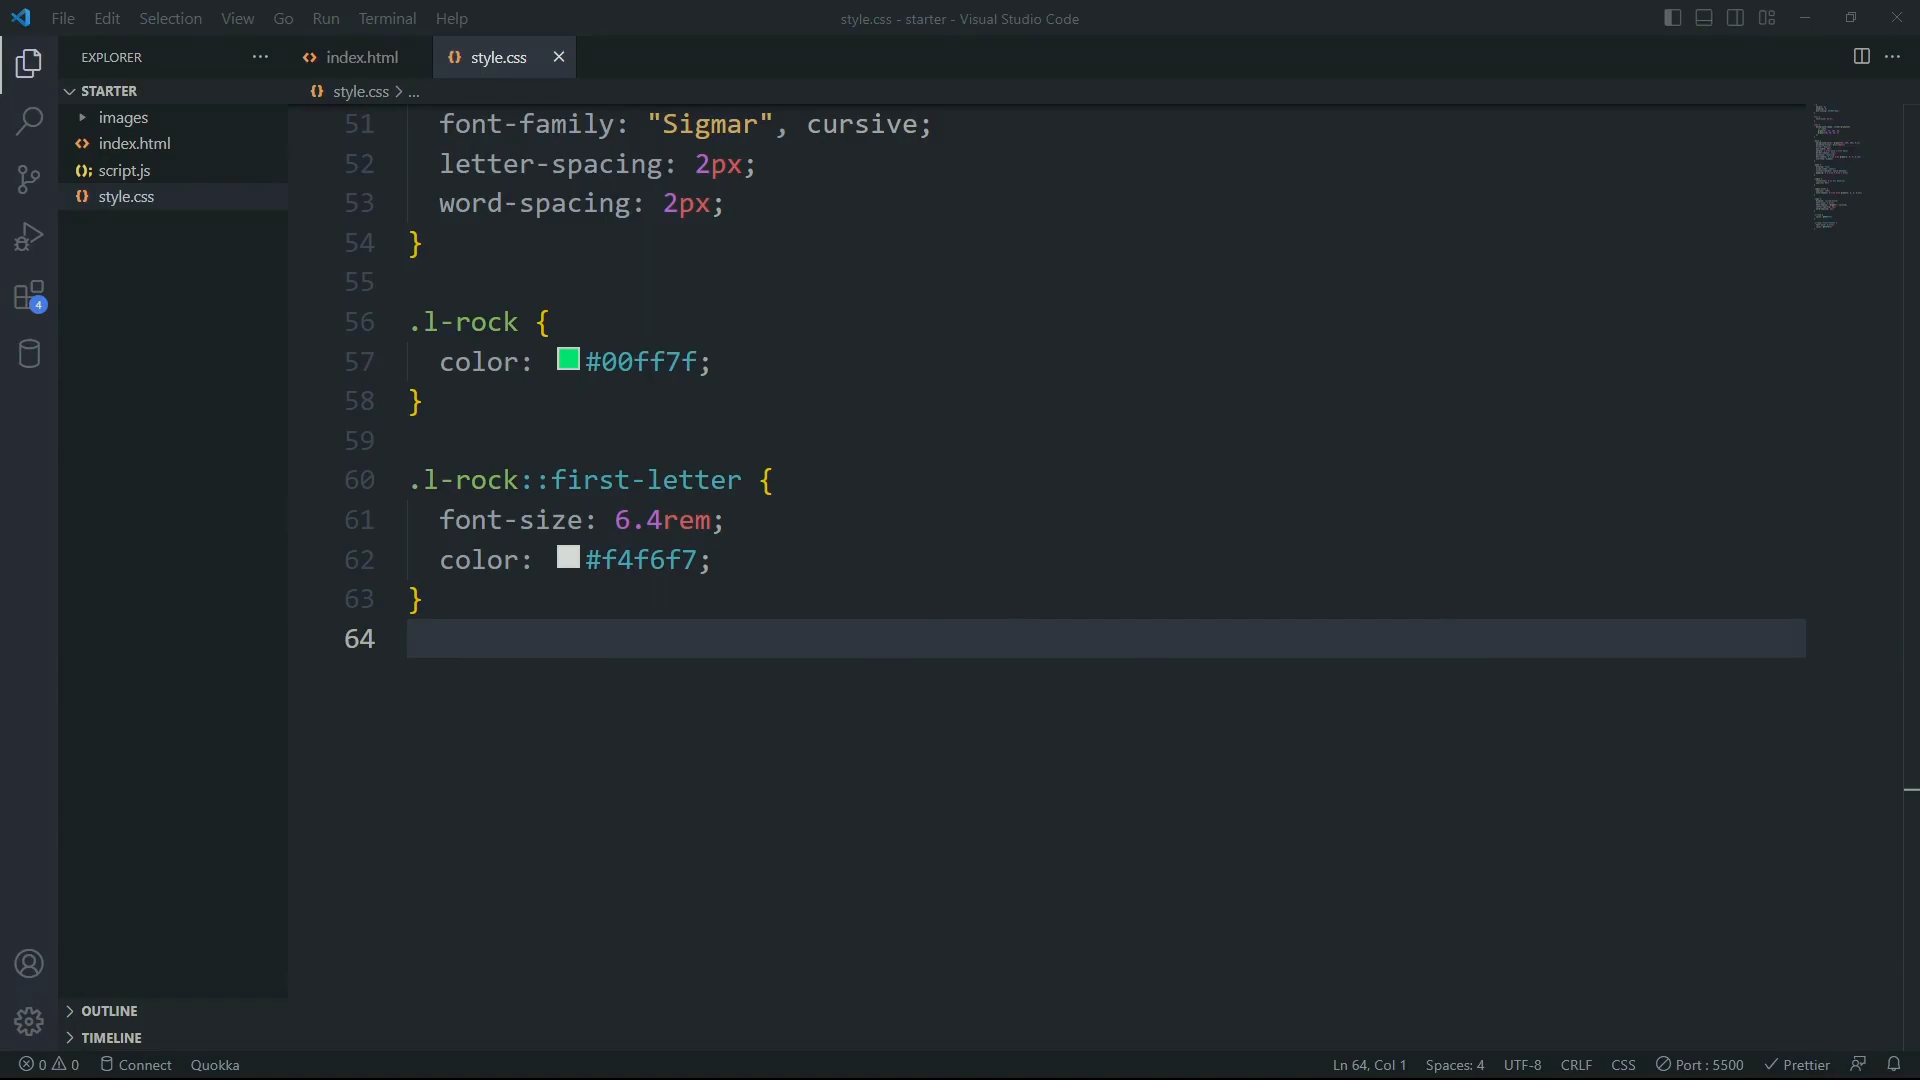 File Edit Selection View Go Run Terminal Help
style.css - starter - Visual Studio Code
EXPLORER
index.html
style.css
STARTER
style.css > ...
images
index.html
script.js
style.css
51 font-family: "Sigmar", cursive;
52 letter-spacing: 2px;
53 word-spacing: 2px;
54 }
55
56 .l-rock {
57 color: #00ff7f;
58 }
59
60 .l-rock::first-letter {
61 font-size: 6.4rem;
62 color: #f4f6f7;
63 }
64
4
OUTLINE
TIMELINE
0 0 Connect Quokka
Ln 64, Col 1 Spaces: 4 UTF-8 CRLF CSS Port : 5500 Prettier